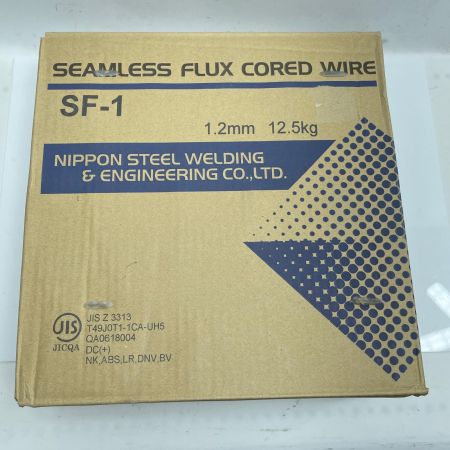 SEAMLESS FLUX CORED WIRE
SF-1
1.2mm 12.5kg
NIPPON STEEL WELDING
& ENGINEERING CO.,LTD.
JIS
JICQA
JIS Z 3313
T49J0T1-1CA-UH5
QA0618004
DC(+)
NK,ABS,LR,DNV,BV